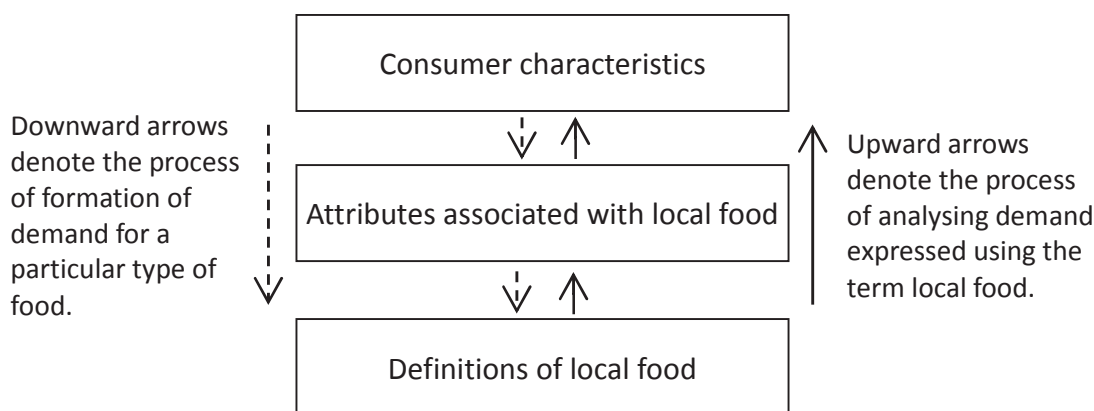 Consumer characteristics
Downward arrows
denote the process
of formation of
demand for a
particular type of
food.
Attributes associated with local food
Upward arrows
denote the process
of analysing demand
expressed using the
term local food.
Definitions of local food